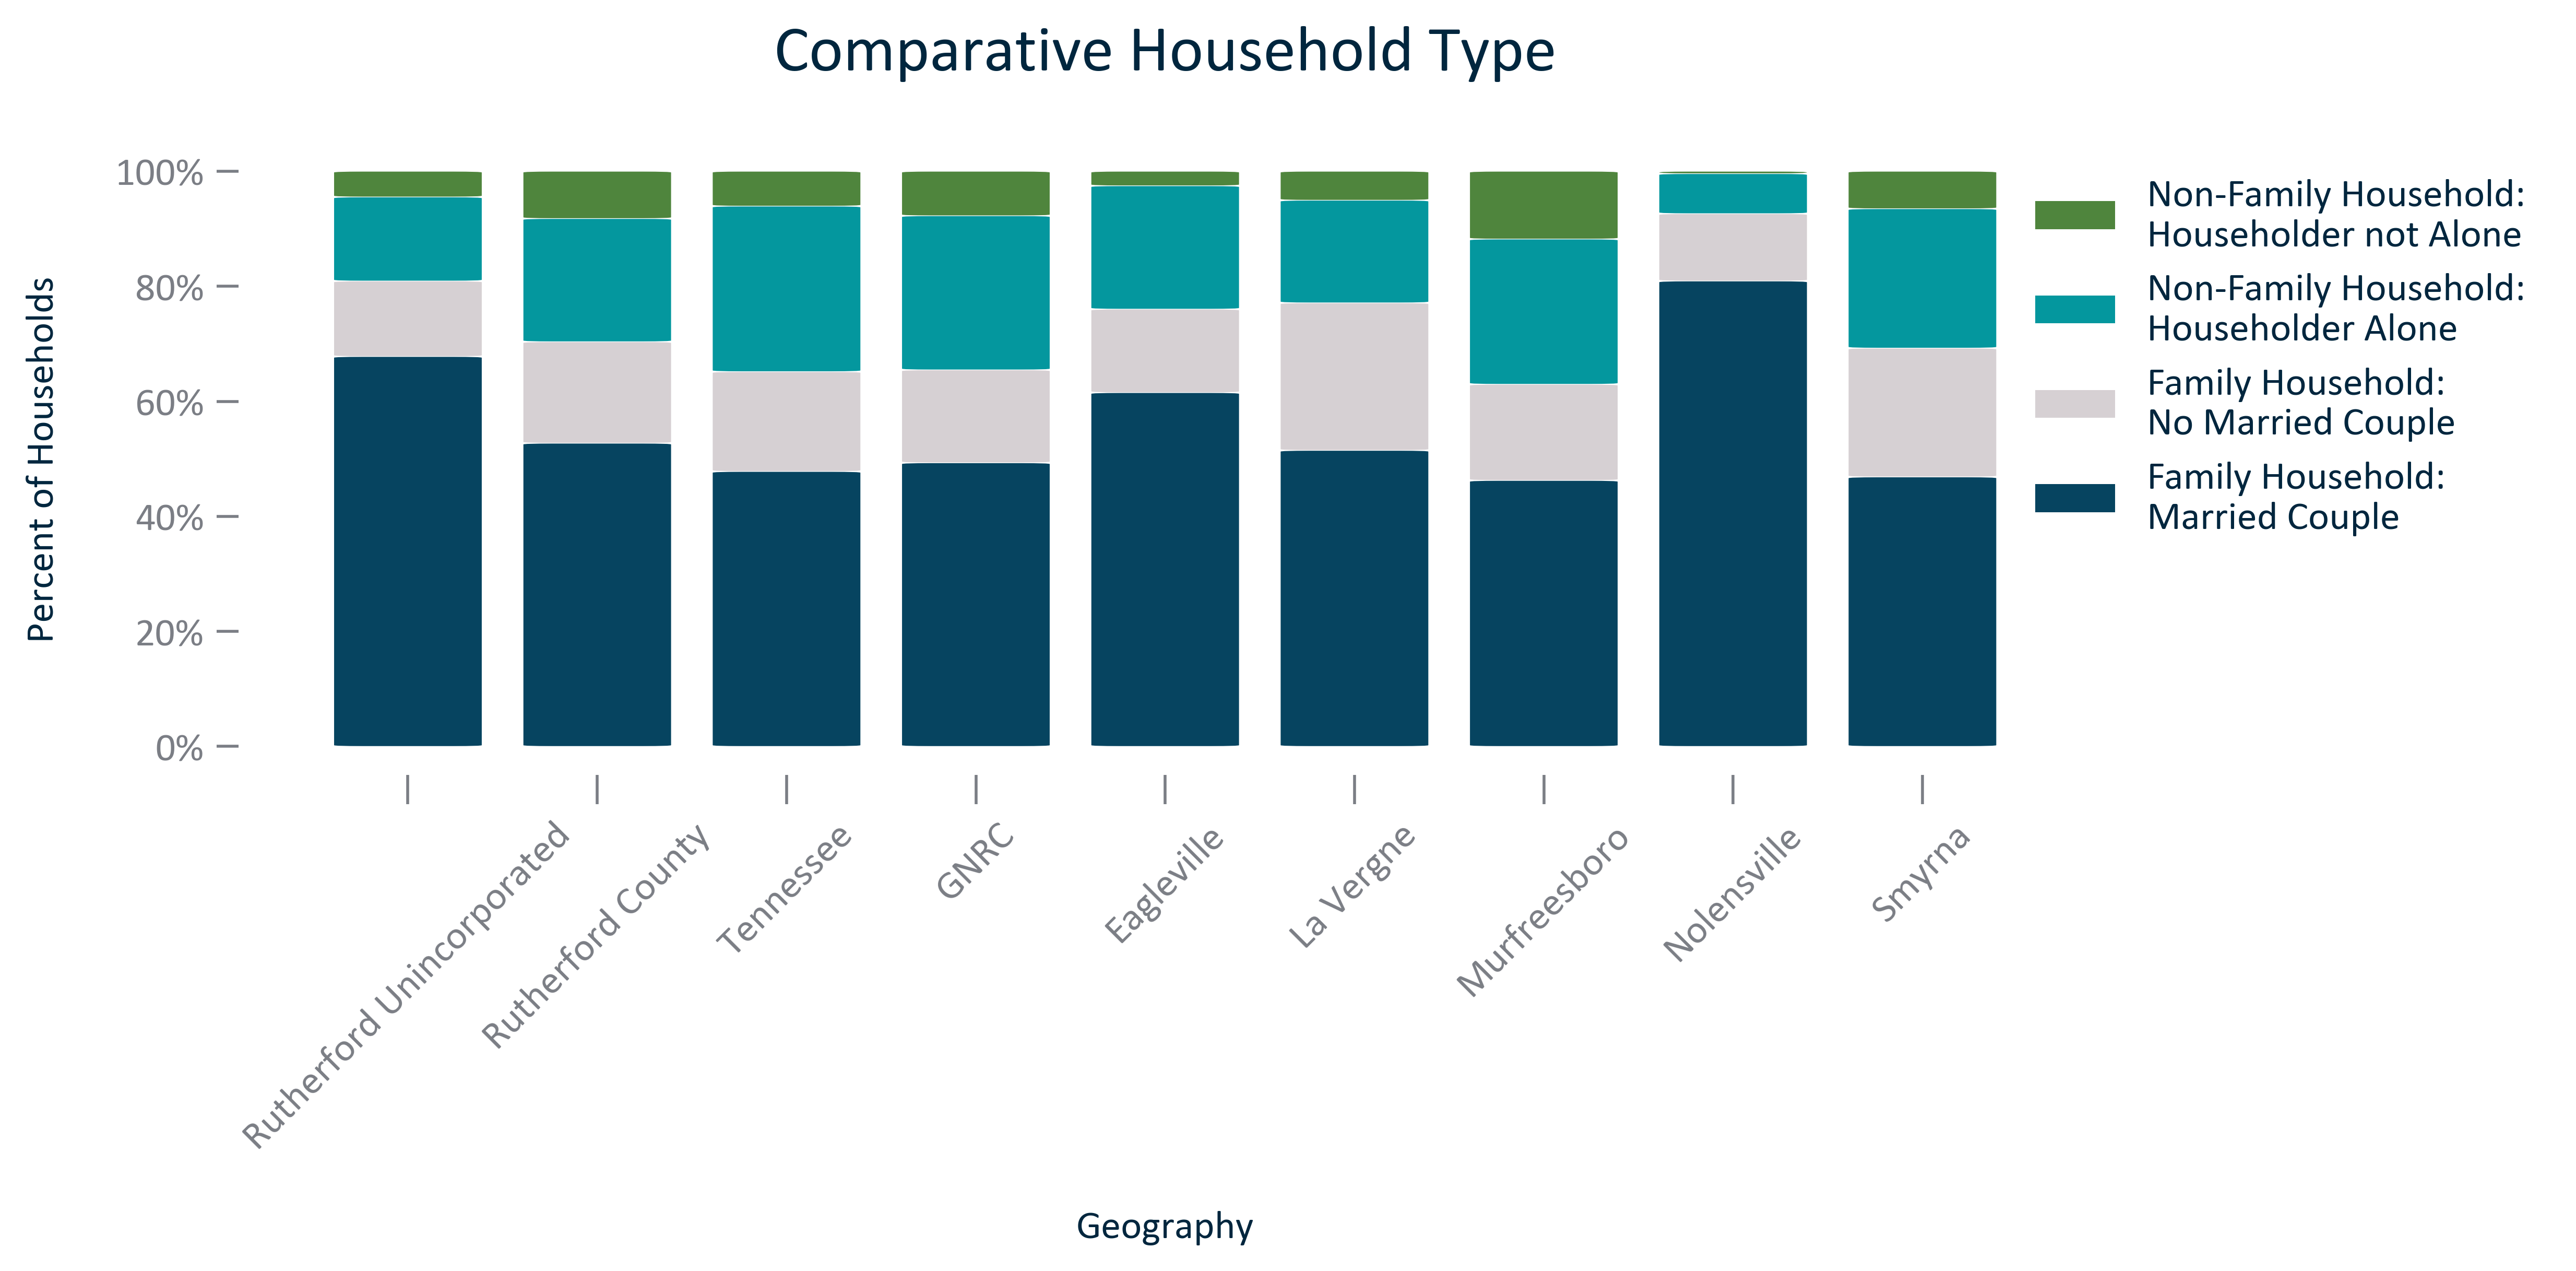 Comparative Household Type
Percent of Households
100%
80%
60%
40%
20%
0%
Rutherford Unincorporated
Rutherford County
Tennessee
GNRC
Eagleville
La Vergne
Murfreesboro
Nolensville
Smyrna
Geography
Non-Family Household:
Householder not Alone
Non-Family Household:
Householder Alone
Family Household:
No Married Couple
Family Household:
Married Couple